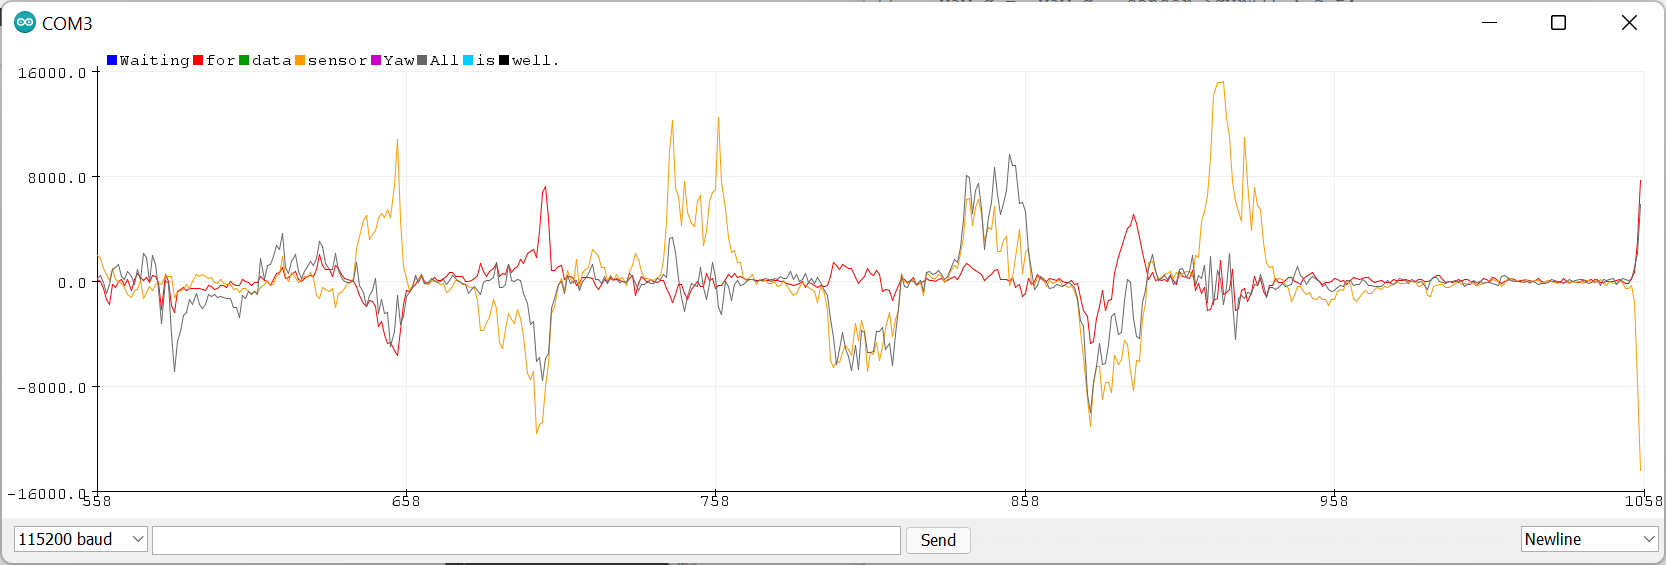 COM3
Waiting for data sensor Yaw All is well.
16000.0
8000.0
0.0
-8000.0
-16000.0
558 658 758 858 958 1058
115200 baud Send Newline